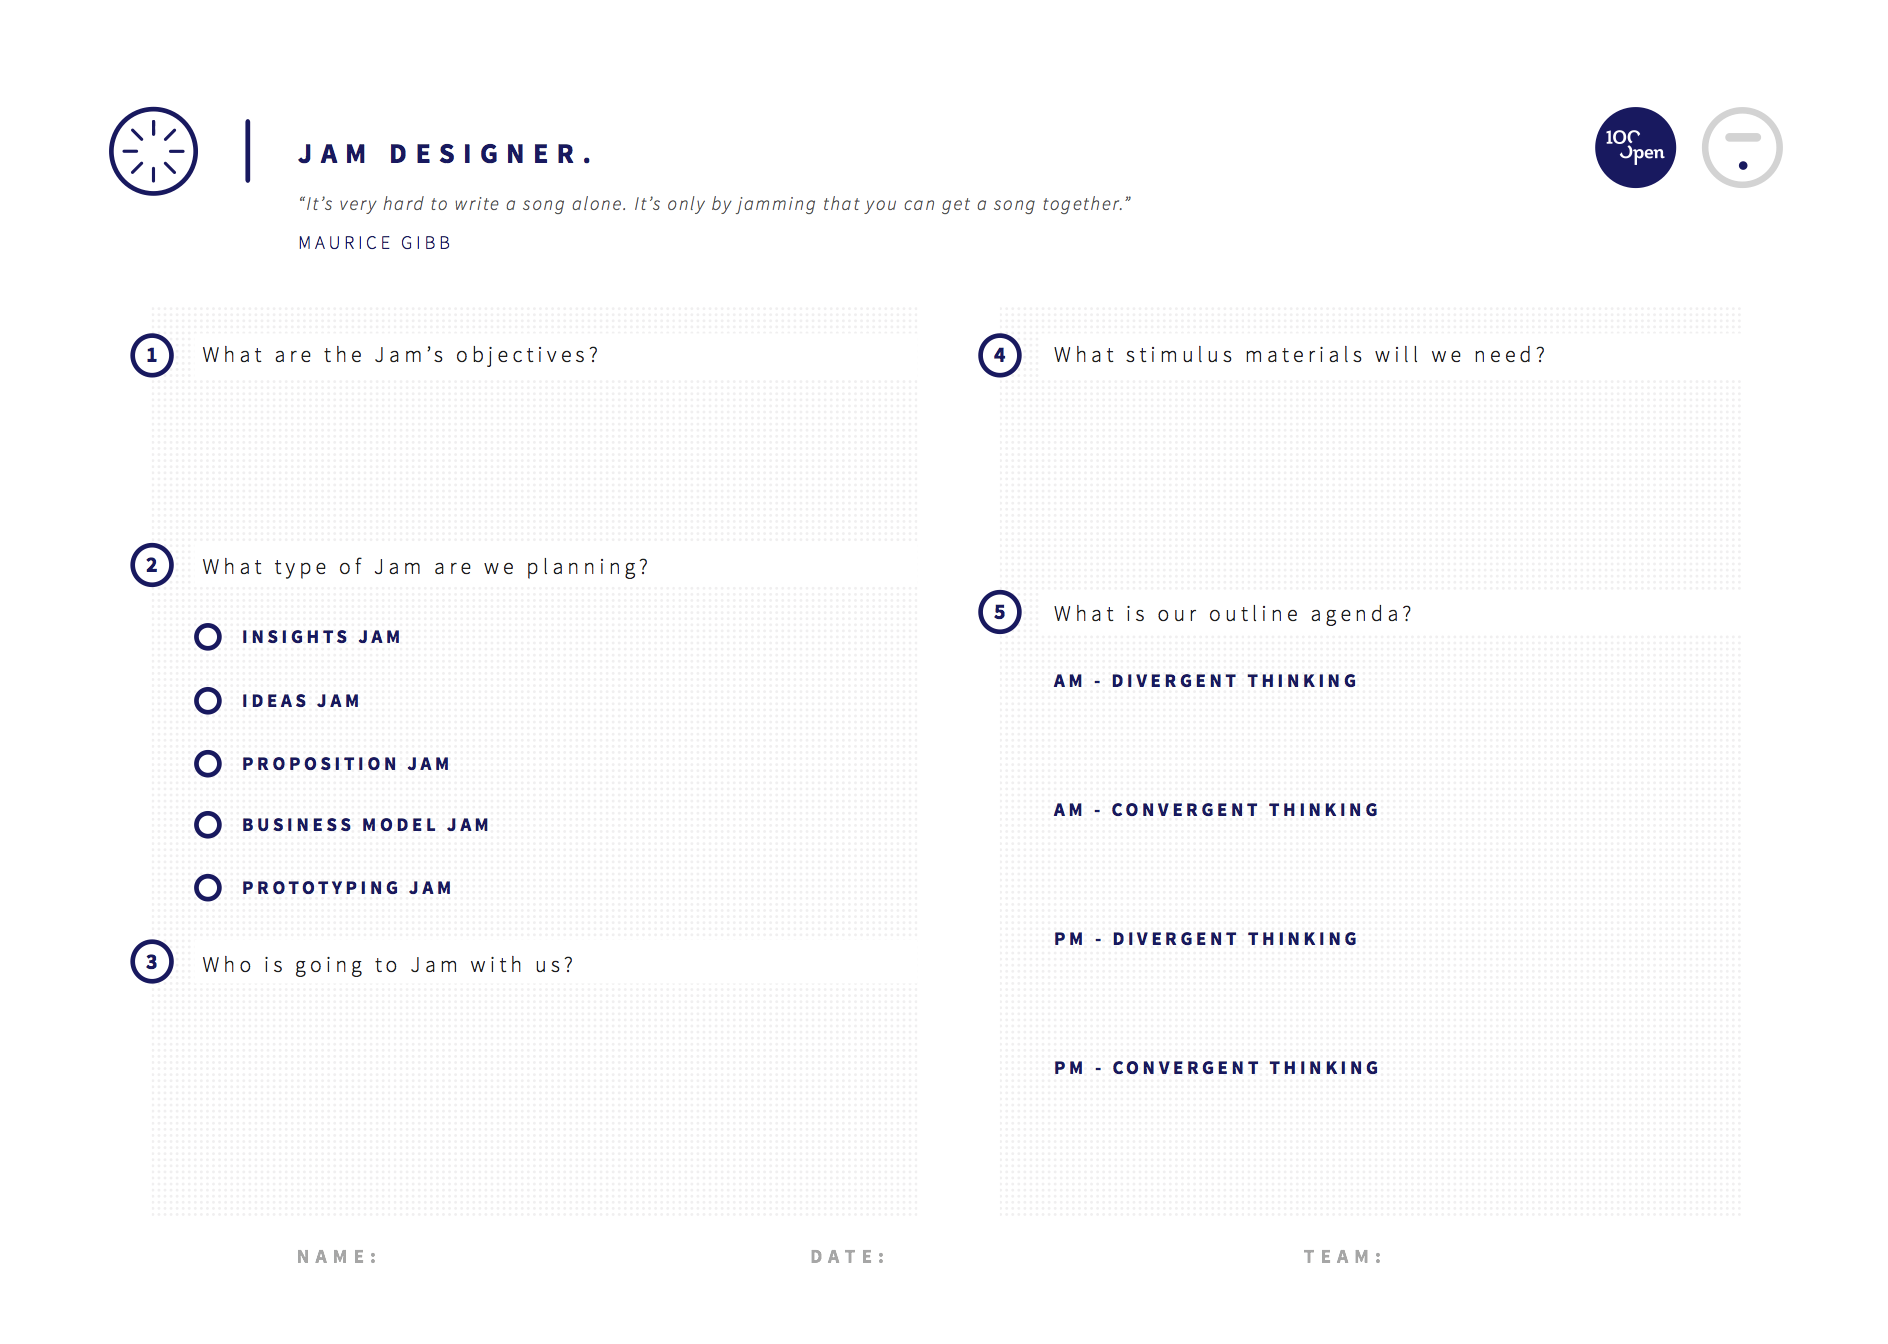 JAM DESIGNER.
“It’s very hard to write a song alone. It’s only by jamming that you can get a song together.”
MAURICE GIBB
100
Open
1 What are the Jam’s objectives?
2 What type of Jam are we planning?
INSIGHTS JAM
IDEAS JAM
PROPOSITION JAM
BUSINESS MODEL JAM
PROTOTYPING JAM
3 Who is going to Jam with us?
4 What stimulus materials will we need?
5 What is our outline agenda?
AM - DIVERGENT THINKING
AM - CONVERGENT THINKING
PM - DIVERGENT THINKING
PM - CONVERGENT THINKING
NAME:
DATE:
TEAM: